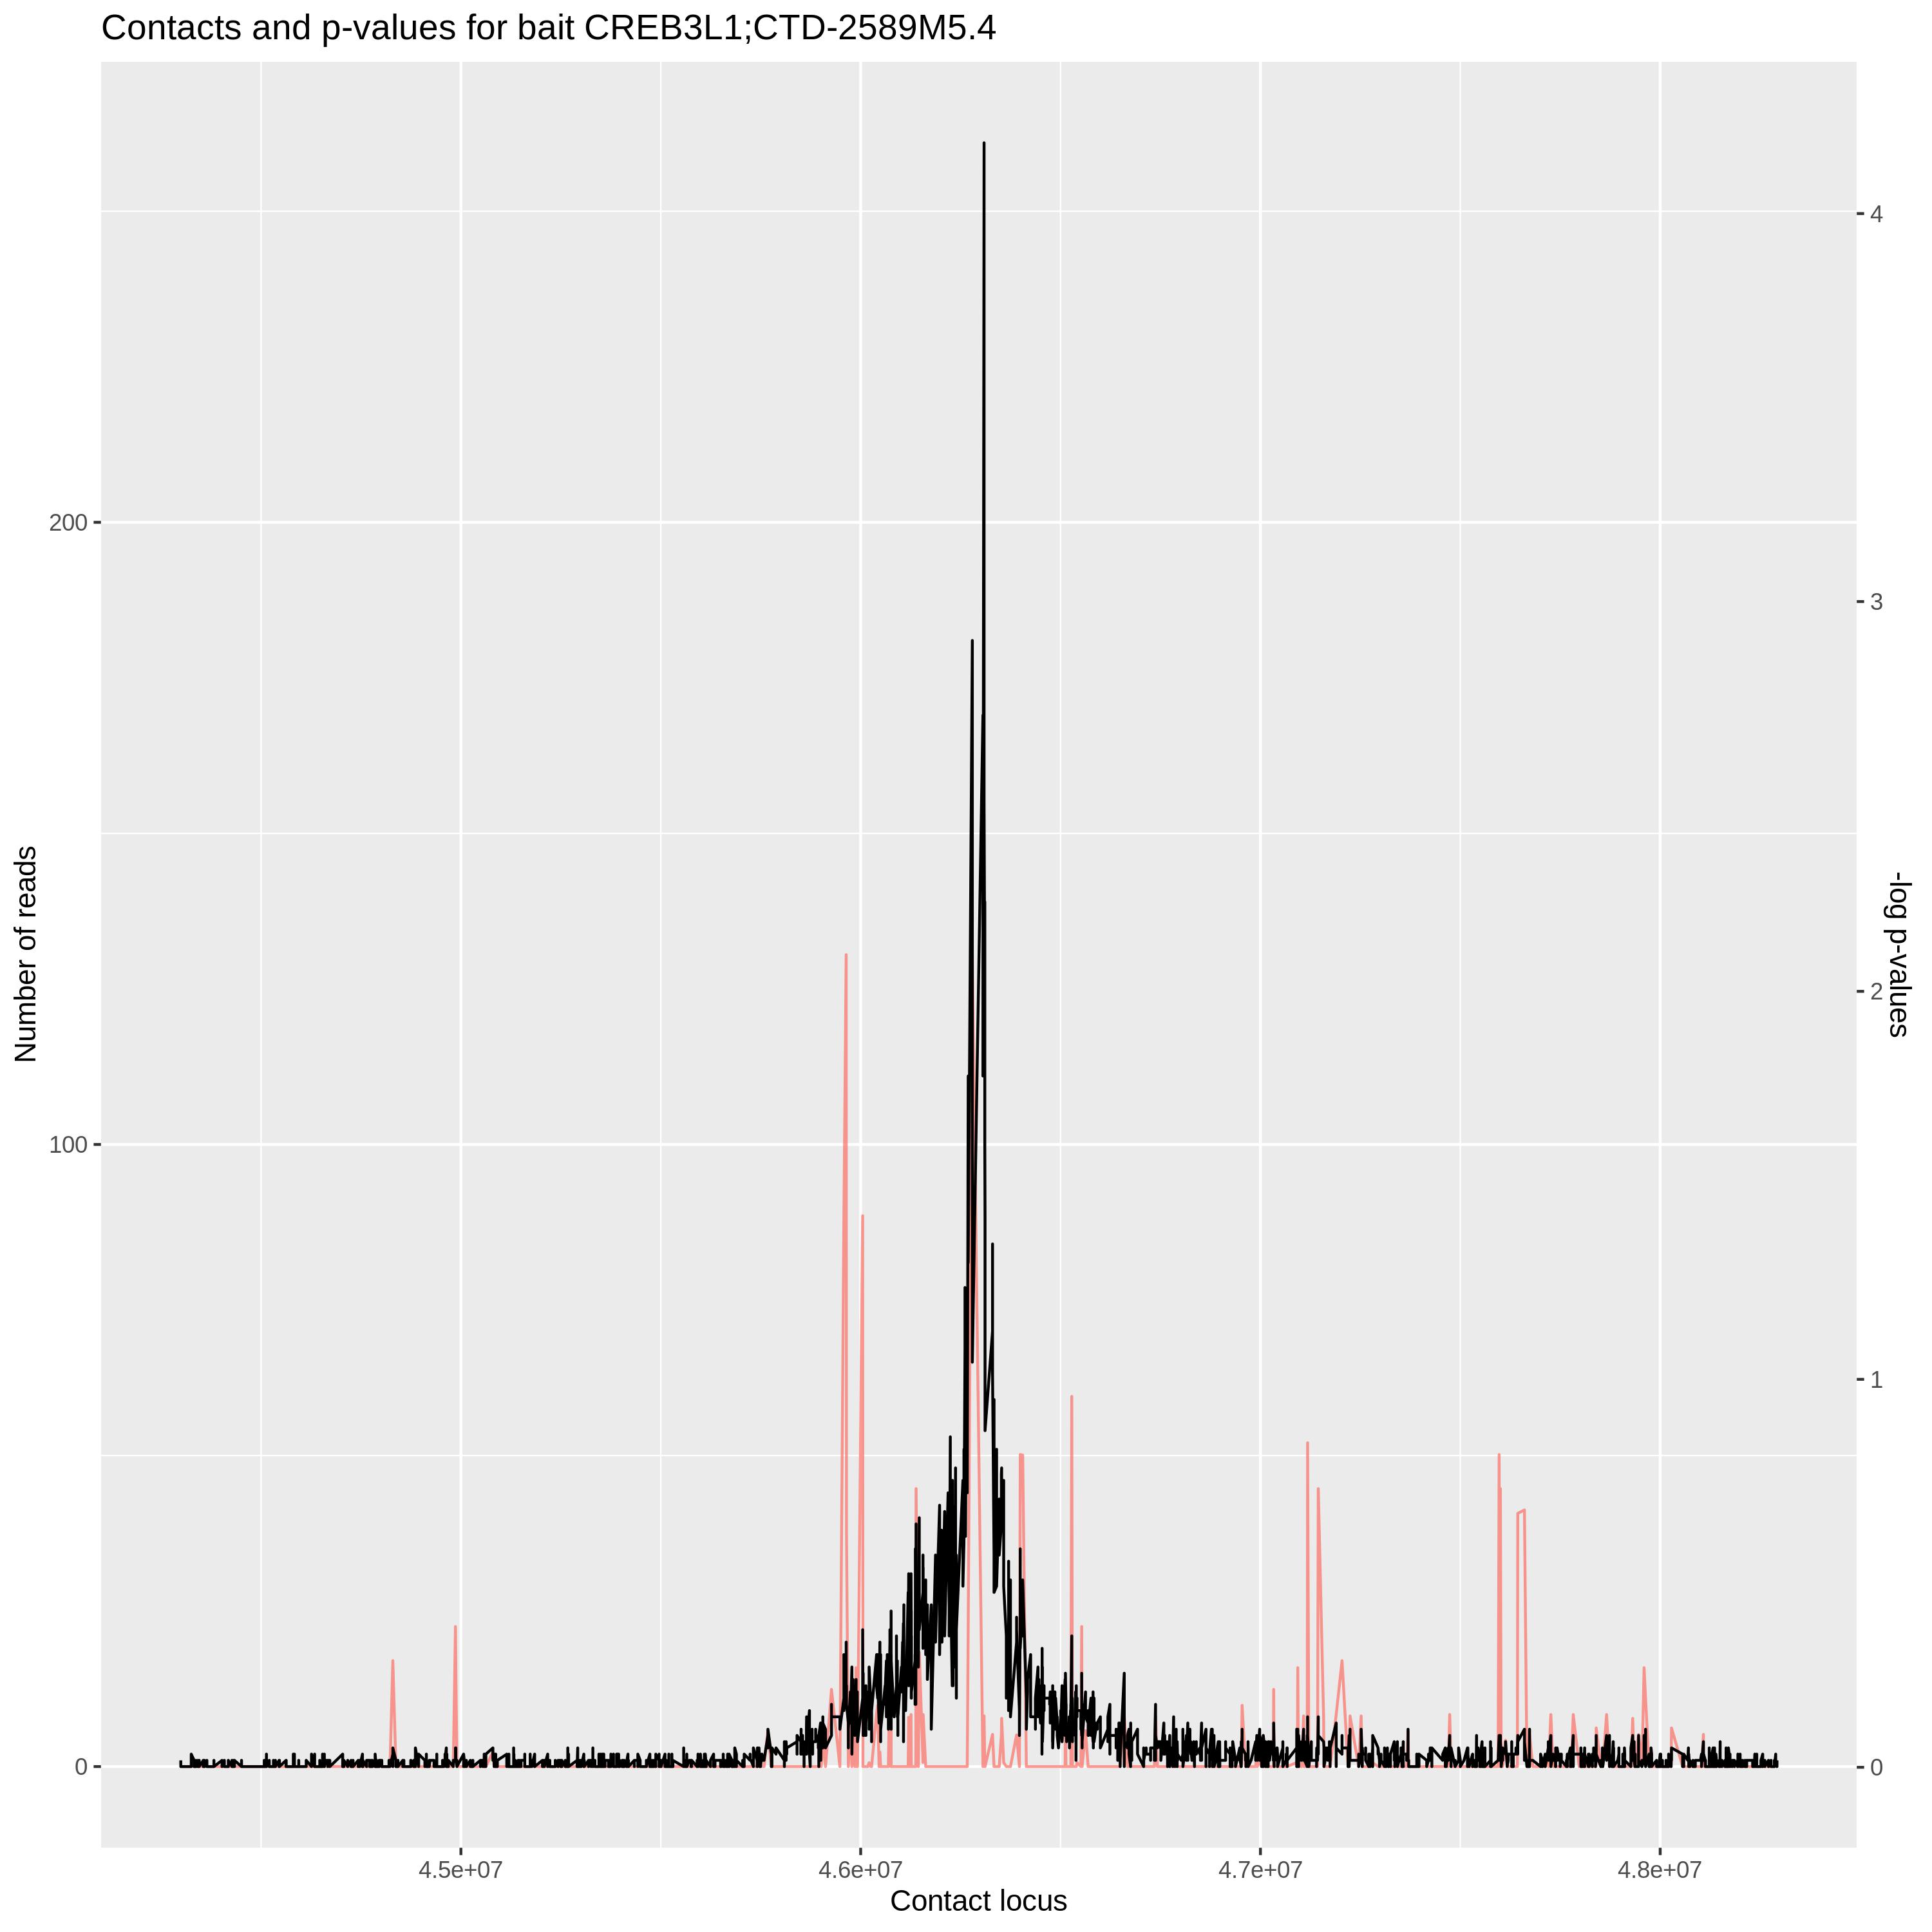 Contacts and p-values for bait CREB3L1;CTD-2589M5.4
Number of reads
200
100
0
4
3
2
1
0
-log p-values
4.5e+07 4.6e+07 4.7e+07 4.8e+07
Contact locus